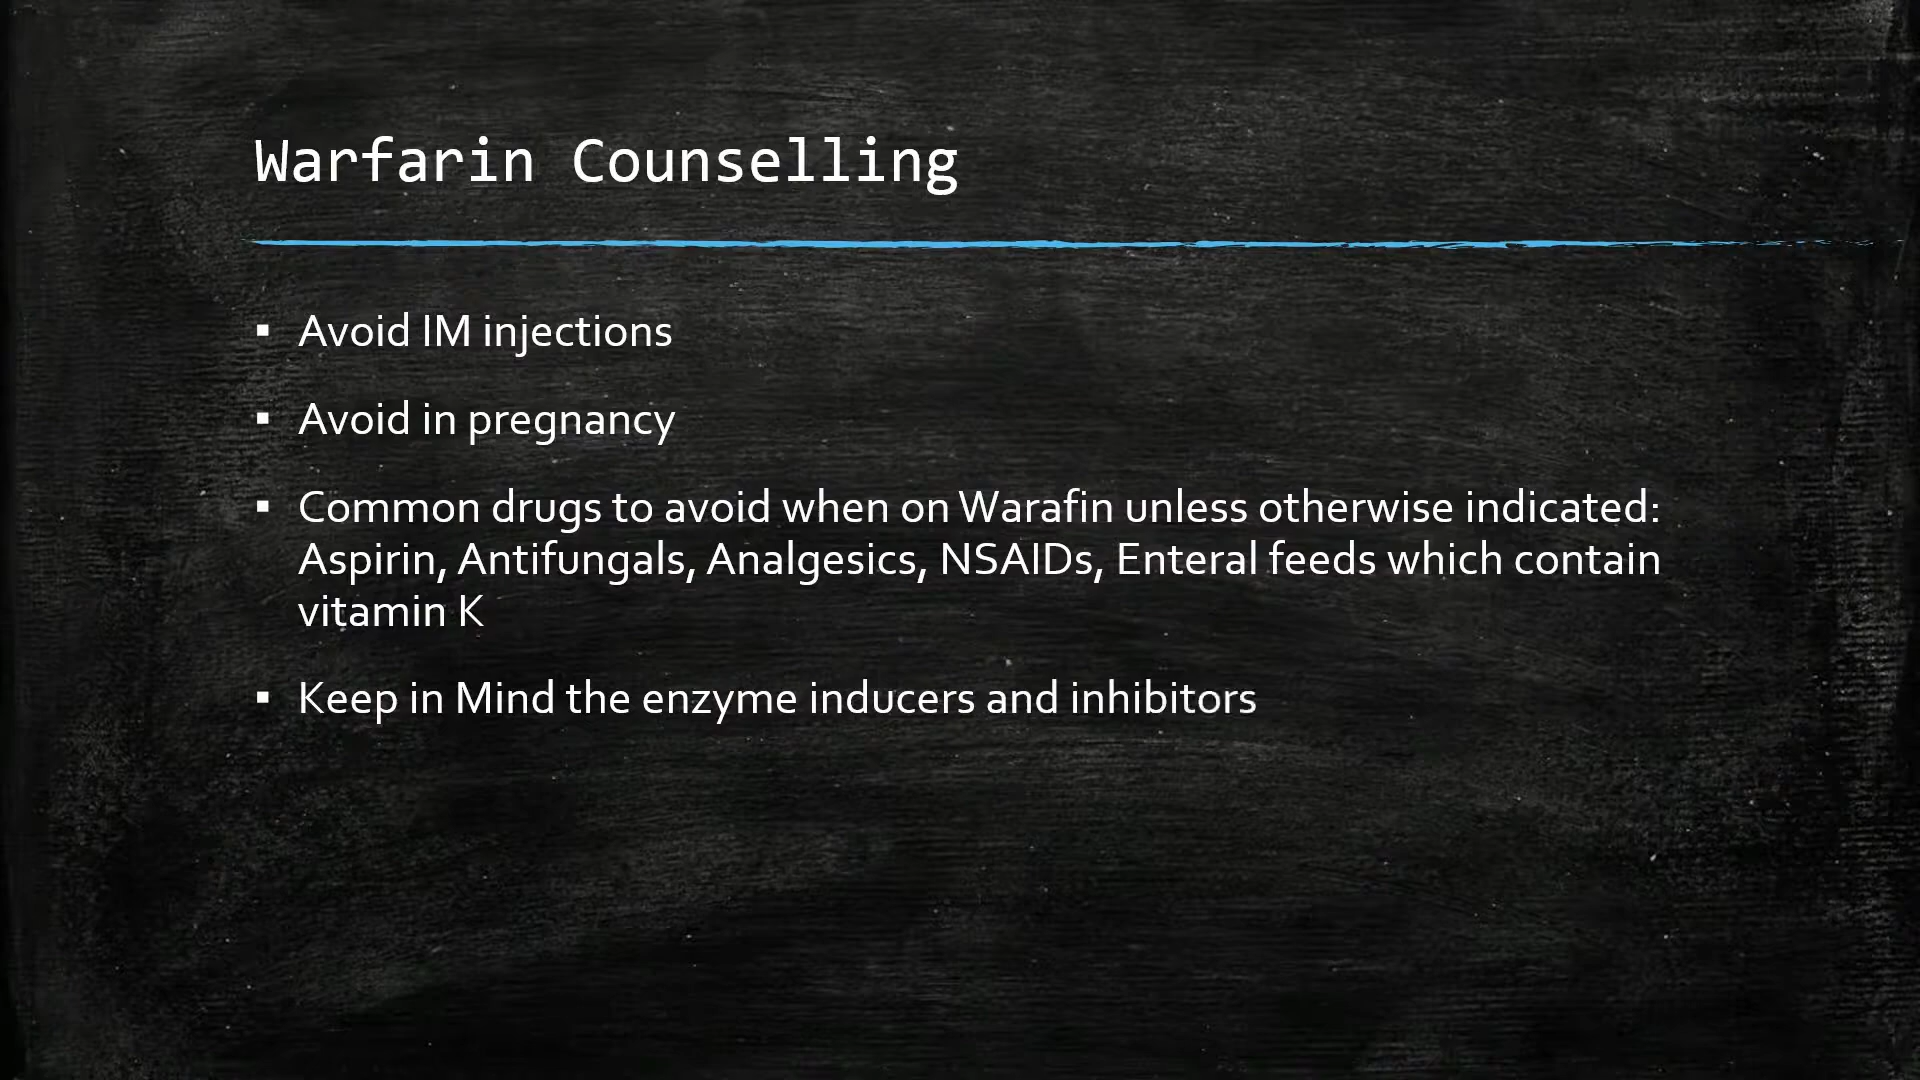 Warfarin Counselling
▪ Avoid IM injections
▪ Avoid in pregnancy
▪ Common drugs to avoid when on Warafin unless otherwise indicated:
Aspirin, Antifungals, Analgesics, NSAIDs, Enteral feeds which contain
vitamin K
▪ Keep in Mind the enzyme inducers and inhibitors